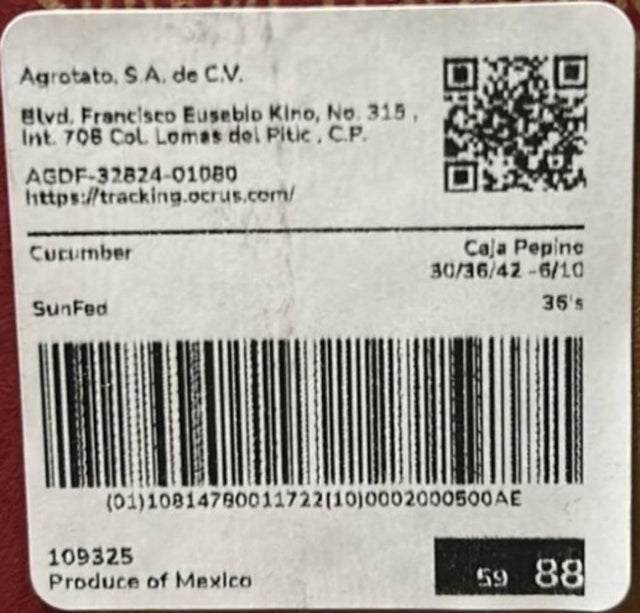 Agrotato, S.A. de C.V.
Blvd. Francisco Eusebio Kino, No. 315 ,
Int. 706 Col. Lomas del Pitic , C.P.
AGDF-32824-01080
https://tracking.ocrus.com/
Cucumber
Caja Pepino
30/36/42 -6/10
SunFed
36's
(01)10814780011722(10)0002000500AE
109325
Produce of Mexico
59 88